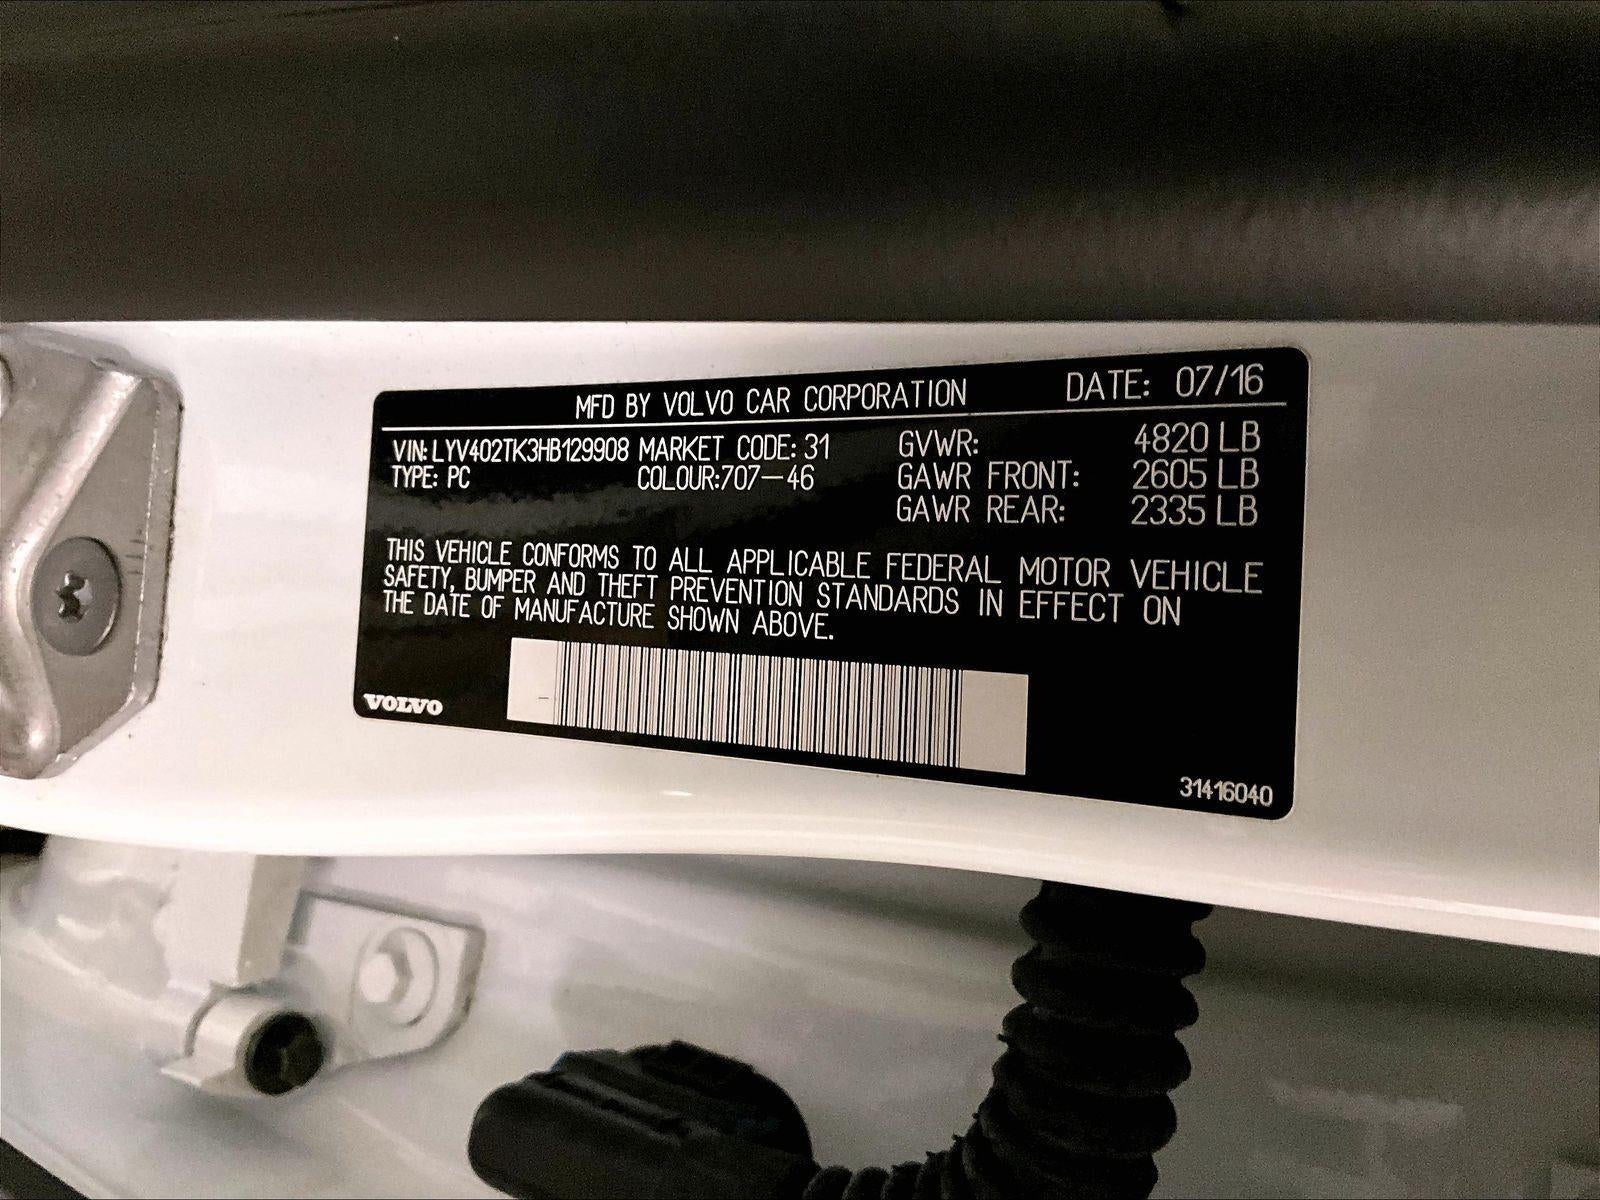 MFD BY VOLVO CAR CORPORATION DATE: 07/16
VIN: LYV402TK3HB129908 MARKET CODE: 31 GVWR: 4820 LB
TYPE: PC COLOUR:707-46 GAWR FRONT: 2605 LB
GAWR REAR: 2335 LB
THIS VEHICLE CONFORMS TO ALL APPLICABLE FEDERAL MOTOR VEHICLE
SAFETY, BUMPER AND THEFT PREVENTION STANDARDS IN EFFECT ON
THE DATE OF MANUFACTURE SHOWN ABOVE.
VOLVO
31416040